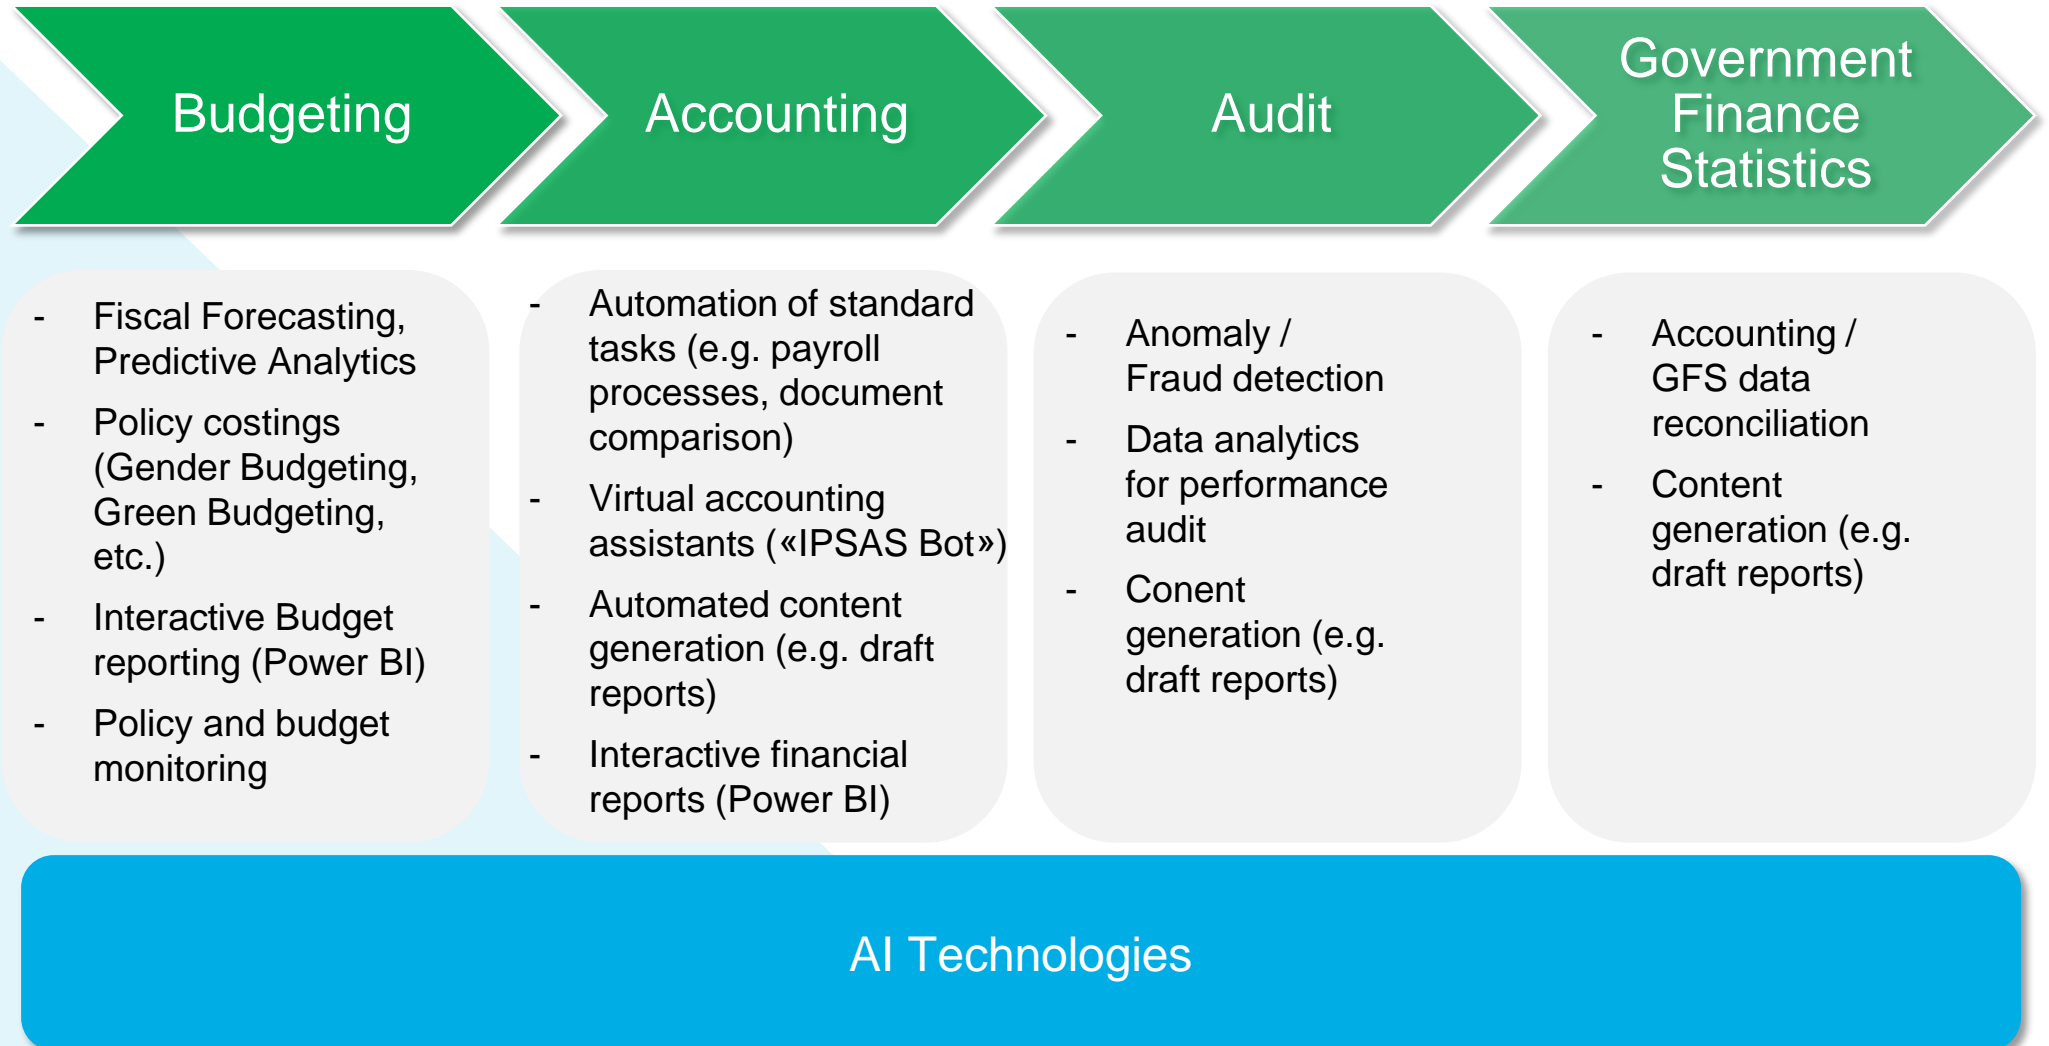 Budgeting
Accounting
Audit
Government
Finance
Statistics
- Fiscal Forecasting,
Predictive Analytics
- Policy costings
(Gender Budgeting,
Green Budgeting,
etc.)
- Interactive Budget
reporting (Power BI)
- Policy and budget
monitoring
- Automation of standard
tasks (e.g. payroll
processes, document
comparison)
- Virtual accounting
assistants («IPSAS Bot»)
- Automated content
generation (e.g. draft
reports)
- Interactive financial
reports (Power BI)
- Anomaly /
Fraud detection
- Data analytics
for performance
audit
- Conent
generation (e.g.
draft reports)
- Accounting /
GFS data
reconciliation
- Content
generation (e.g.
draft reports)
AI Technologies